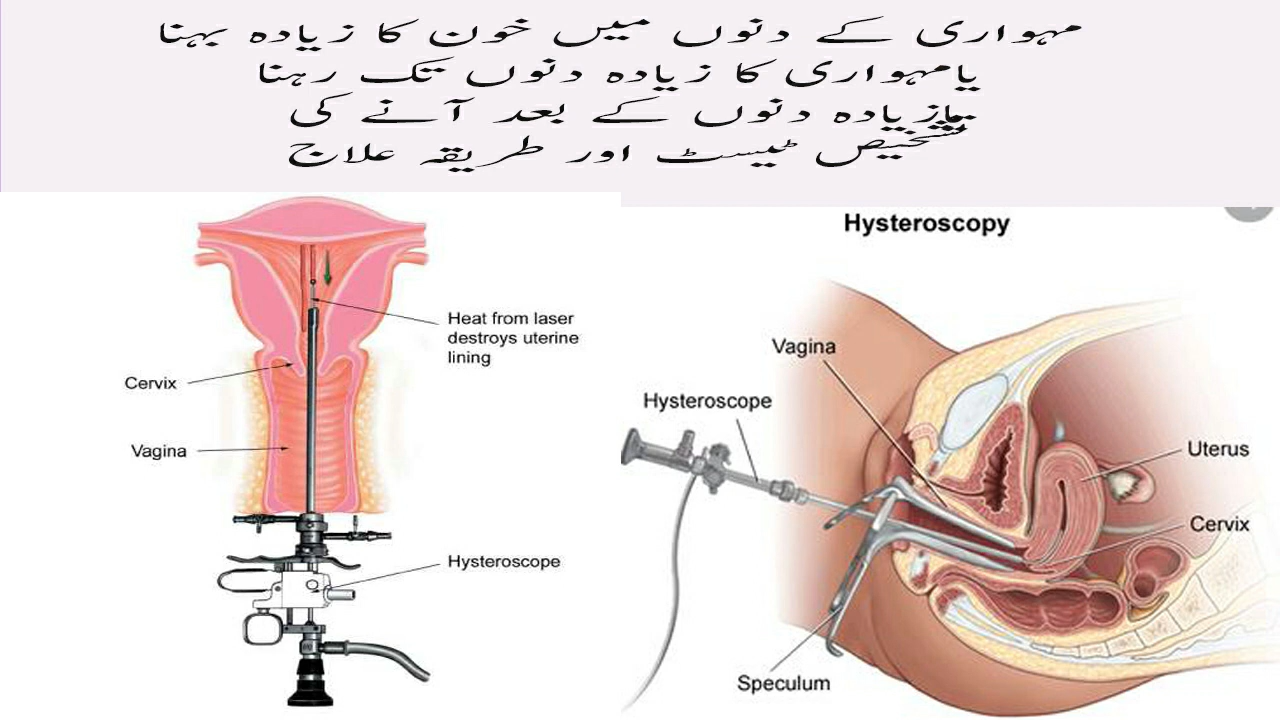 مہواری کے دنوں میں خون کا زیادہ بہنا
یامہواری کا زیادہ دنوں تک رہنا
یازیادہ دنوں کے بعد آنے کی
تشخیص ٹیسٹ اور طریقہ علاج
Heat from laser
destroys uterine
lining
Cervix
Vagina
Hysteroscope
Hysteroscopy
Vagina
Hysteroscope
Uterus
Cervix
Speculum